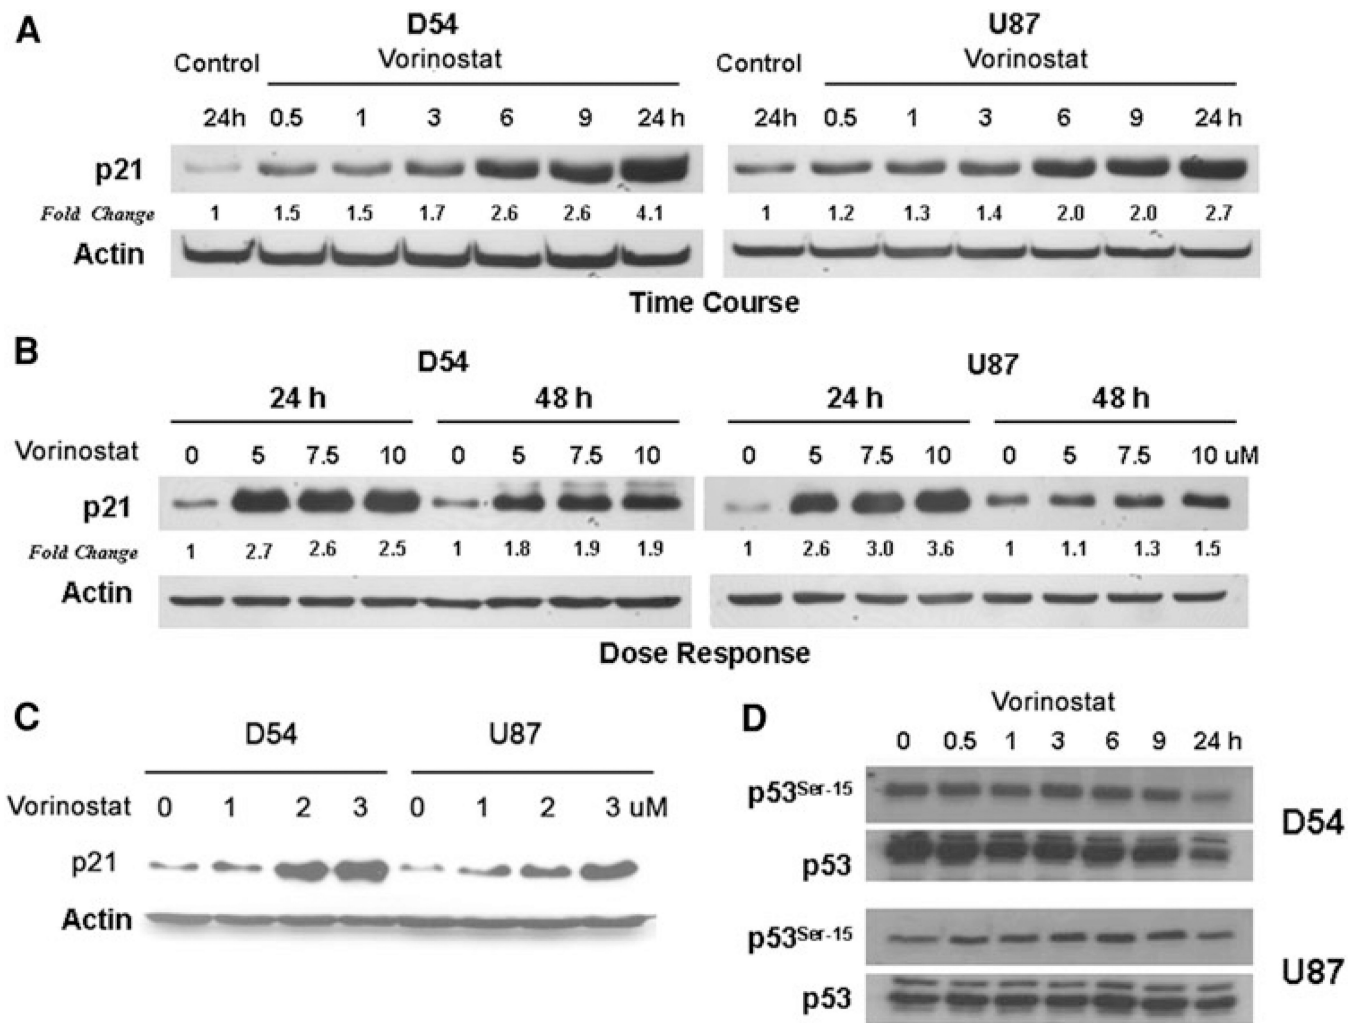 A
D54
U87
Control Vorinostat Control Vorinostat
24h 0.5 1 3 6 9 24 h 24h 0.5 1 3 6 9 24 h
p21
Fold Change 1 1.5 1.5 1.7 2.6 2.6 4.1 1 1.2 1.3 1.4 2.0 2.0 2.7
Actin
Time Course
B
D54 U87
24 h 48 h 24 h 48 h
Vorinostat 0 5 7.5 10 0 5 7.5 10 0 5 7.5 10 0 5 7.5 10 uM
p21
Fold Change 1 2.7 2.6 2.5 1 1.8 1.9 1.9 1 2.6 3.0 3.6 1 1.1 1.3 1.5
Actin
Dose Response
C
D54 U87
Vorinostat 0 1 2 3 0 1 2 3 uM
p21
Actin
D
Vorinostat
0 0.5 1 3 6 9 24 h
p53Ser-15
D54
p53
p53Ser-15
U87
p53